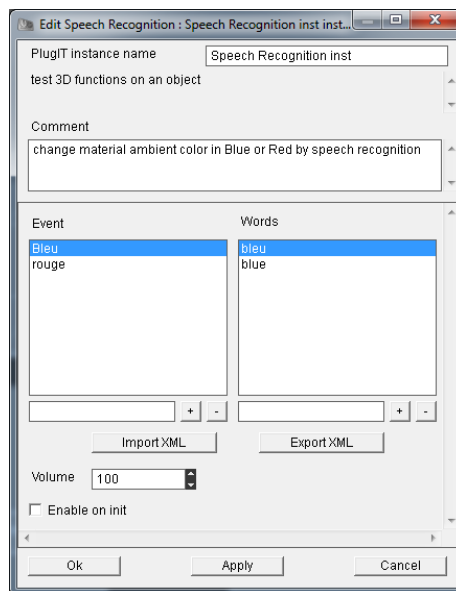 Edit Speech Recognition : Speech Recognition inst inst...
PlugIT instance name Speech Recognition inst
test 3D functions on an object
Comment
change material ambient color in Blue or Red by speech recognition
Event Words
Bleu bleu
rouge blue
+ - + -
Import XML Export XML
Volume 100
Enable on init
Ok Apply Cancel